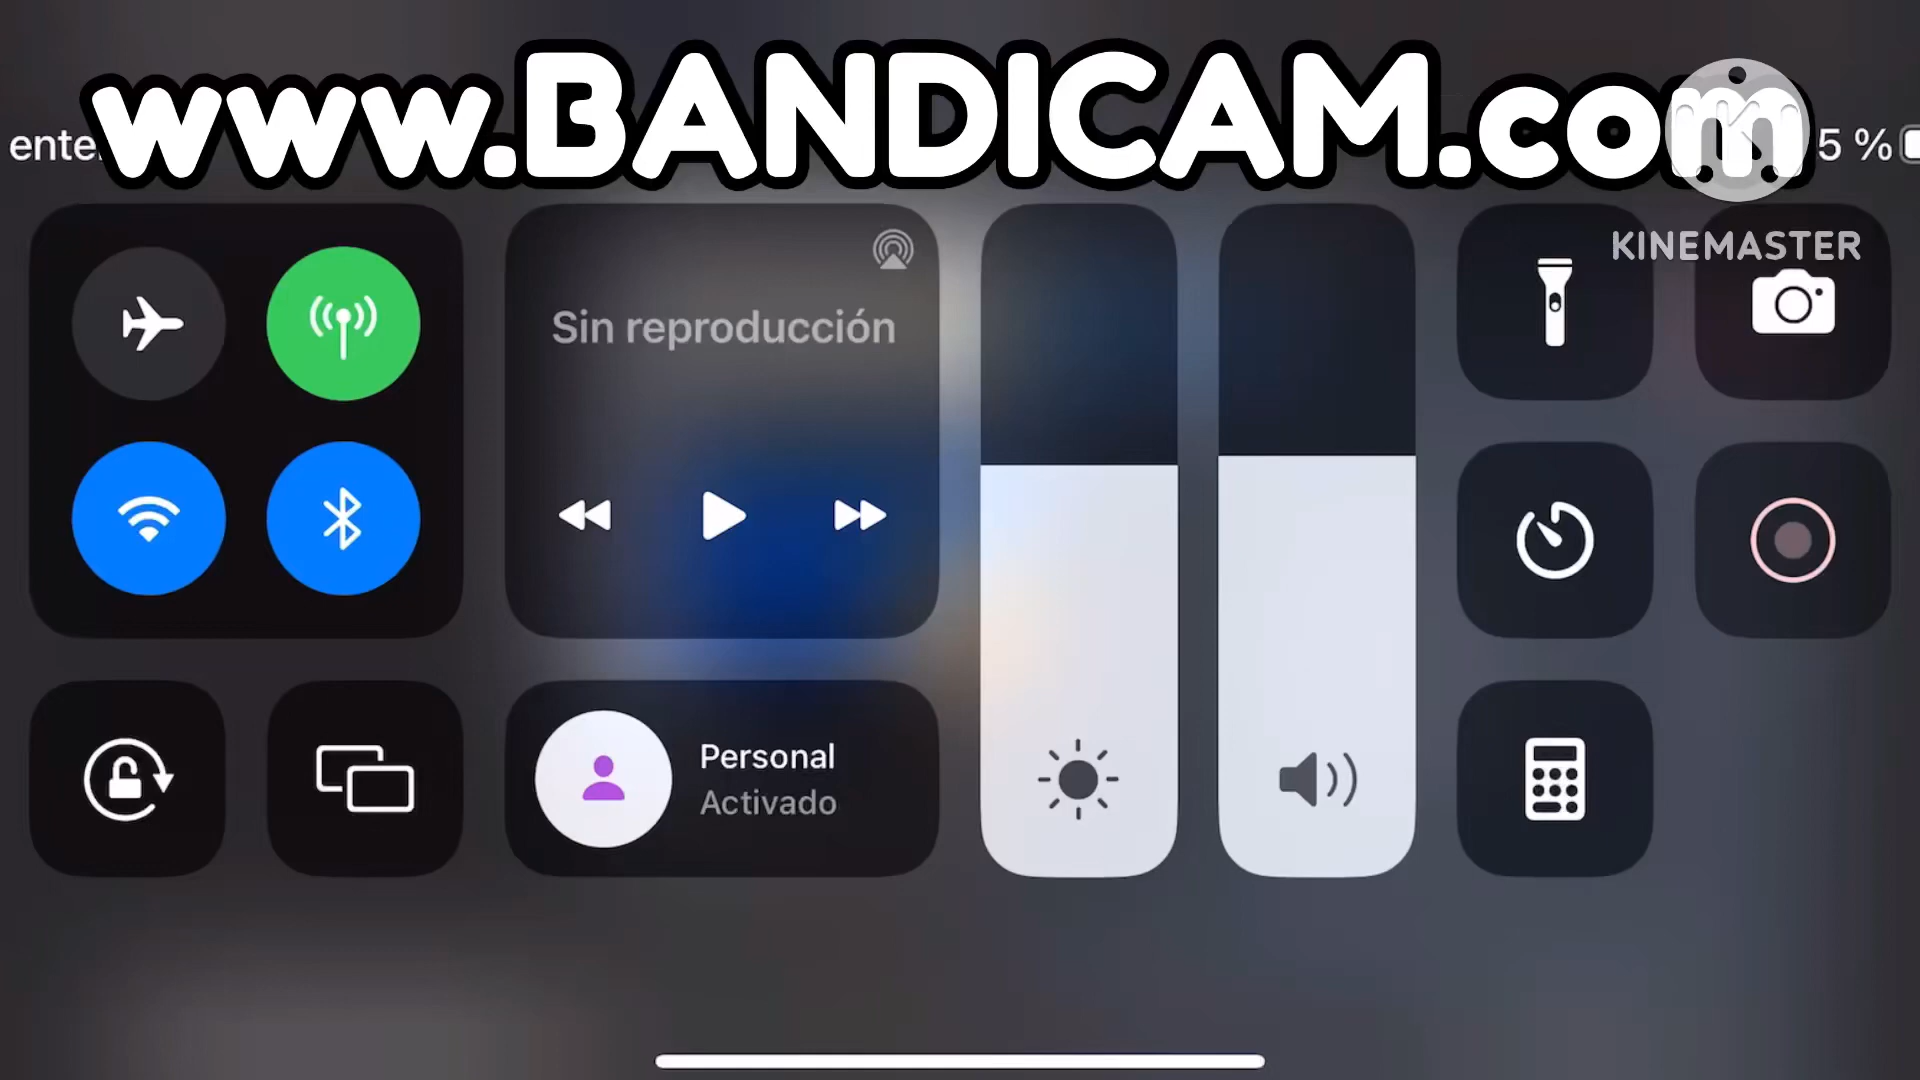 www.BANDICAM.com
5 %
KINEMASTER
Sin reproducción
Personal
Activado